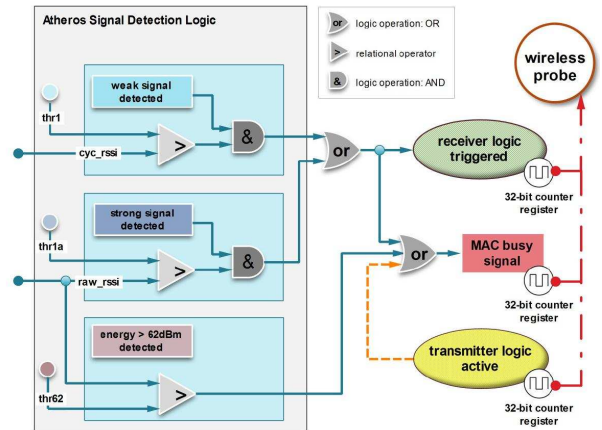 Atheros Signal Detection Logic
or
logic operation: OR
>
relational operator
&
logic operation: AND
wireless
probe
weak signal
detected
thr1
cyc_rssi
>
&
or
receiver logic
triggered
32-bit counter
register
strong signal
detected
thr1a
raw_rssi
>
&
or
MAC busy
signal
32-bit counter
register
energy > 62dBm
detected
thr62
>
transmitter logic
active
32-bit counter
register